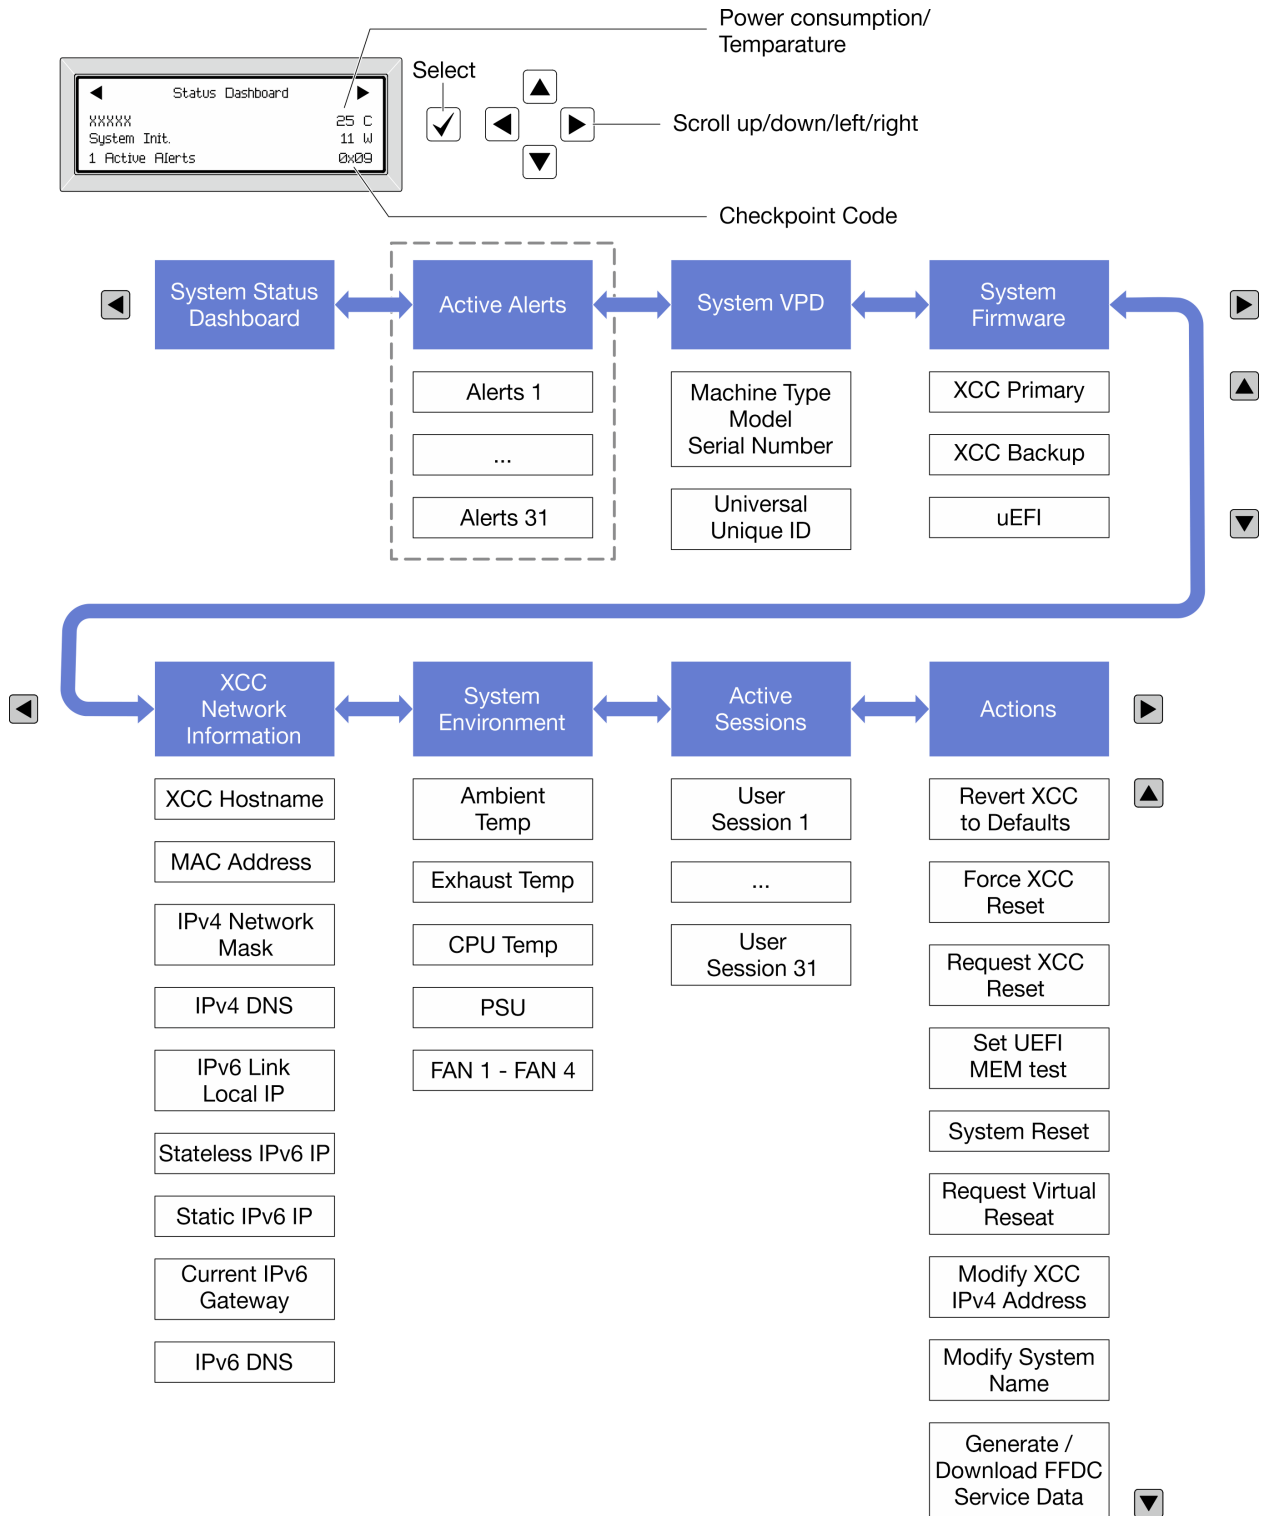 Power consumption/
Temparature
Select
Status Dashboard
XXXXX 25 C
System Init. 11 W
1 Active Alerts 0x09
Scroll up/down/left/right
Checkpoint Code
System Status
Dashboard
Active Alerts
System VPD
System
Firmware
Alerts 1
...
Alerts 31
Machine Type
Model
Serial Number
Universal
Unique ID
XCC Primary
XCC Backup
uEFI
XCC
Network
Information
System
Environment
Active
Sessions
Actions
XCC Hostname
MAC Address
IPv4 Network
Mask
IPv4 DNS
IPv6 Link
Local IP
Stateless IPv6 IP
Static IPv6 IP
Current IPv6
Gateway
IPv6 DNS
Ambient
Temp
Exhaust Temp
CPU Temp
PSU
FAN 1 - FAN 4
User
Session 1
...
User
Session 31
Revert XCC
to Defaults
Force XCC
Reset
Request XCC
Reset
Set UEFI
MEM test
System Reset
Request Virtual
Reseat
Modify XCC
IPv4 Address
Modify System
Name
Generate /
Download FFDC
Service Data